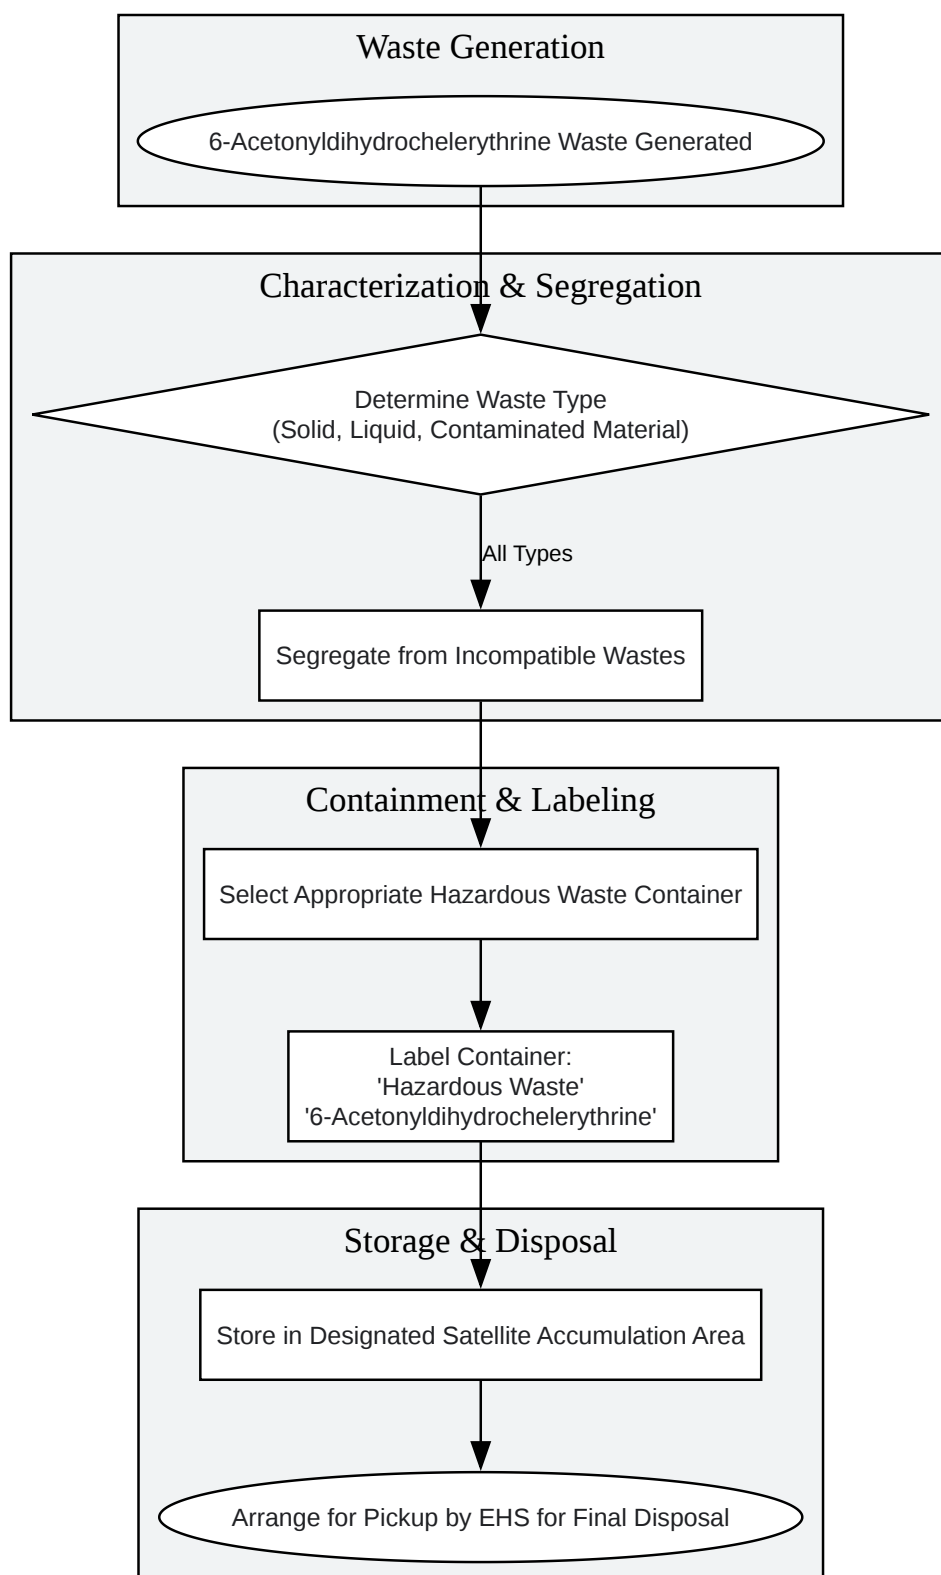 Waste Generation
6-Acetonyldihydrochelerythrine Waste Generated
Characterization & Segregation
Determine Waste Type
(Solid, Liquid, Contaminated Material)
All Types
Segregate from Incompatible Wastes
Containment & Labeling
Select Appropriate Hazardous Waste Container
Label Container:
'Hazardous Waste'
'6-Acetonyldihydrochelerythrine'
Storage & Disposal
Store in Designated Satellite Accumulation Area
Arrange for Pickup by EHS for Final Disposal